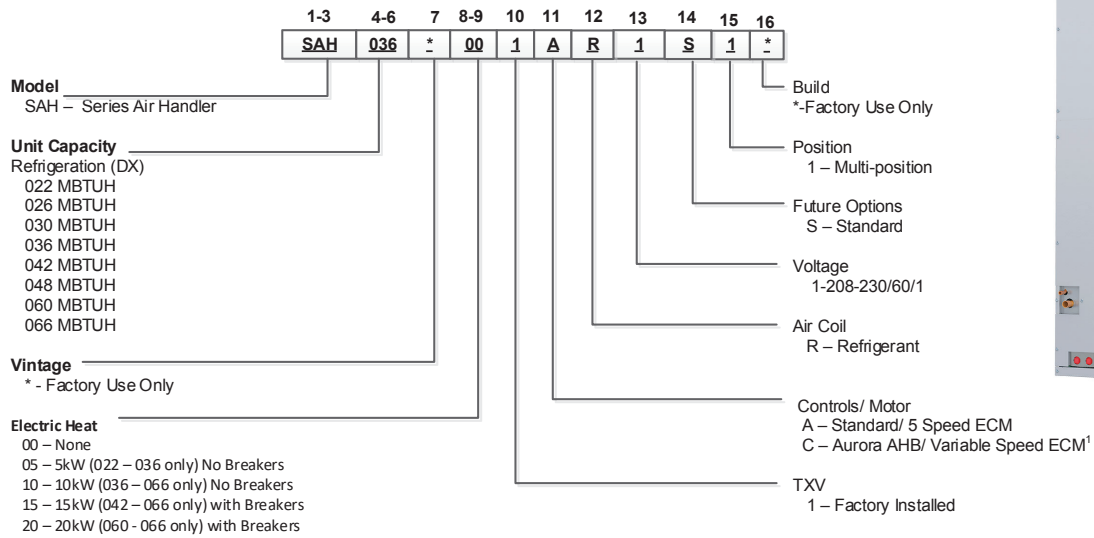 1-3 4-6 7 8-9 10 11 12 13 14 15 16
SAH 036 * 00 1 A R 1 S 1 *
Model
SAH – Series Air Handler
Unit Capacity
Refrigeration (DX)
022 MBTUH
026 MBTUH
030 MBTUH
036 MBTUH
042 MBTUH
048 MBTUH
060 MBTUH
066 MBTUH
Vintage
* - Factory Use Only
Electric Heat
00 – None
05 – 5kW (022 – 036 only) No Breakers
10 – 10kW (036 – 066 only) No Breakers
15 – 15kW (042 – 066 only) with Breakers
20 – 20kW (060 - 066 only) with Breakers
Build
*-Factory Use Only
Position
1 – Multi-position
Future Options
S – Standard
Voltage
1-208-230/60/1
Air Coil
R – Refrigerant
Controls/ Motor
A – Standard/ 5 Speed ECM
C – Aurora AHB/ Variable Speed ECM¹
TXV
1 – Factory Installed